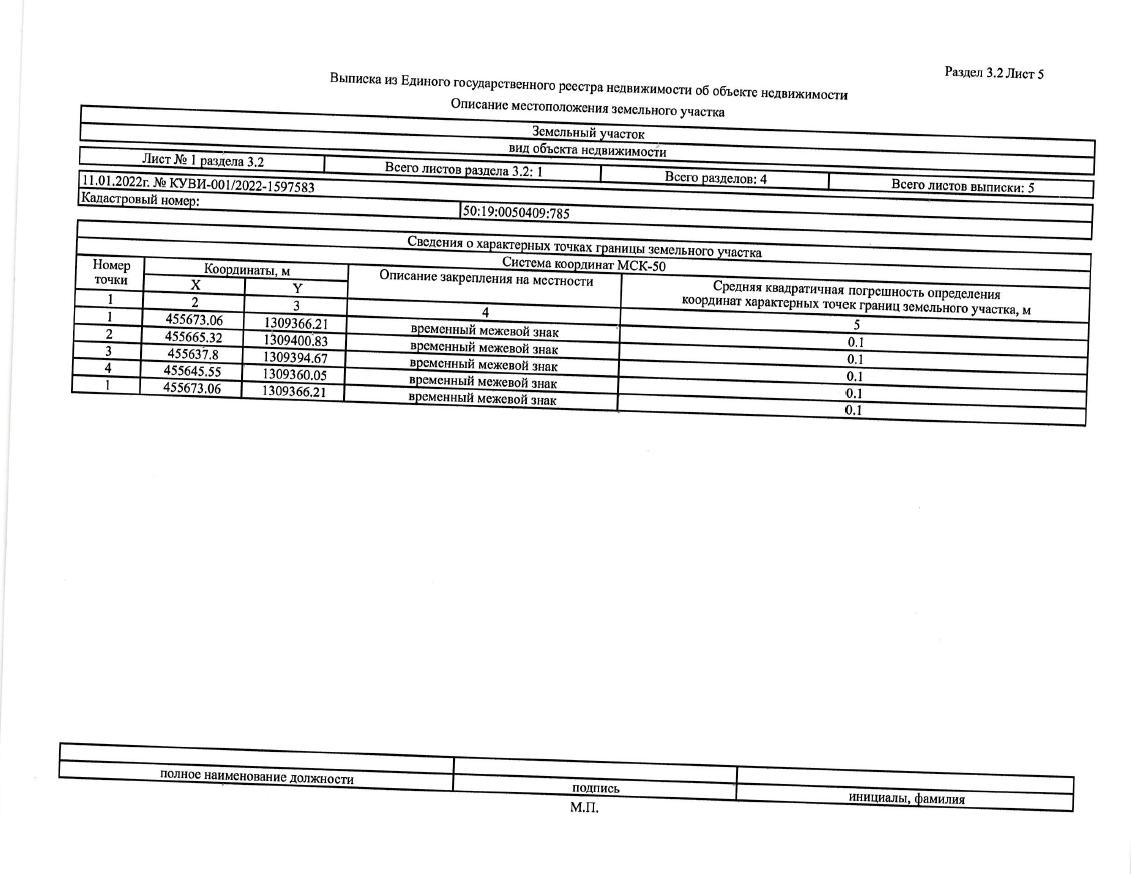 Раздел 3.2 Лист 5
Выписка из Единого государственного реестра недвижимости об объекте недвижимости
Описание местоположения земельного участка
Земельный участок
вид объекта недвижимости
Лист № 1 раздела 3.2 Всего листов раздела 3.2: 1 Всего разделов: 4 Всего листов выписки: 5
11.01.2022г. № КУВИ-001/2022-1597583
Кадастровый номер: 50:19:0050409:785
Сведения о характерных точках границы земельного участка
Система координат МСК-50
Номер точки Координаты, м Описание закрепления на местности Средняя квадратичная погрешность определения
координат характерных точек границ земельного участка, м
X Y
1 2 3 4 5
1 455673.06 1309366.21 временный межевой знак 0.1
2 455665.32 1309400.83 временный межевой знак 0.1
3 455637.8 1309394.67 временный межевой знак 0.1
4 455645.55 1309360.05 временный межевой знак 0.1
1 455673.06 1309366.21 временный межевой знак 0.1
полное наименование должности подпись инициалы, фамилия
М.П.